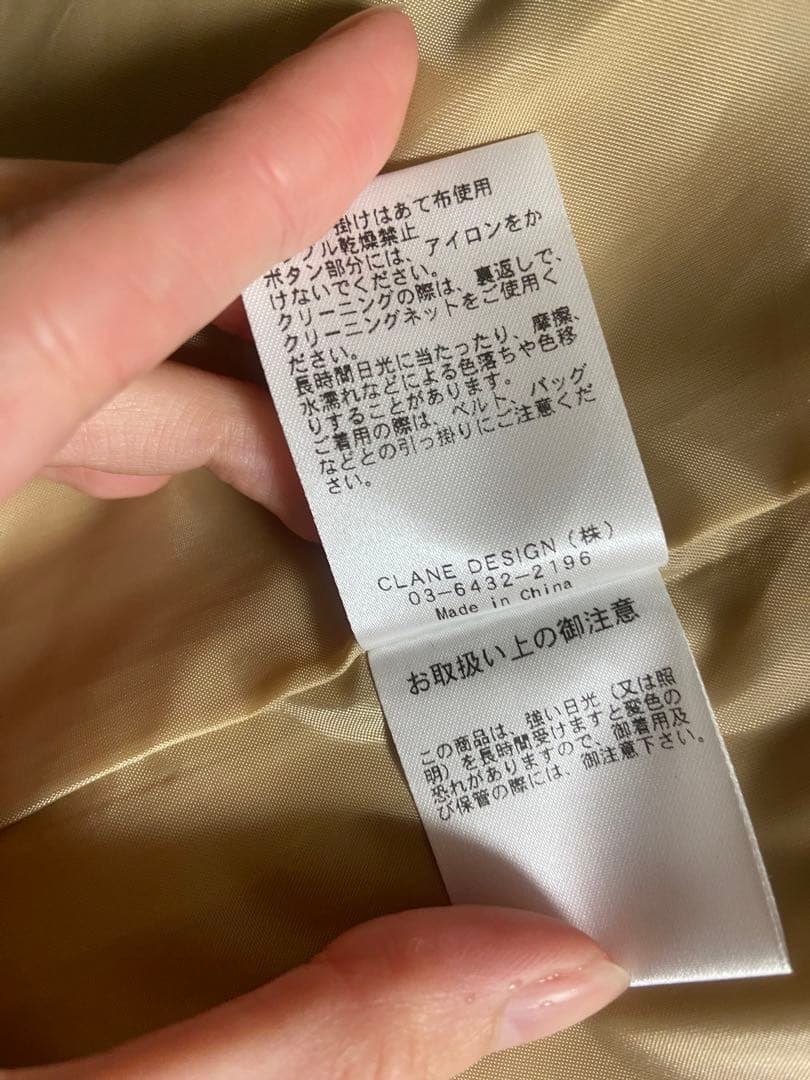 掛けはあて布使用
ル乾燥禁止
ボタン部分には、アイロンをか
けないでください。
クリーニングの際は、裏返しで、
クリーニングネットをご使用く
ださい。
長時間日光に当たったり、摩擦、
水濡れなどによる色落ちや色移
りすることがあります。
ご着用の際は、ベルト、バッグ
などとの引っ掛りにご注意くだ
さい。
CLANE DESIGN (株)
03-6432-2196
Made in China
お取扱い上の御注意
この商品は、強い日光（又は照
明）を長時間受けますと変色の
恐れがありますので、御着用及
び保管の際には、御注意下さい。